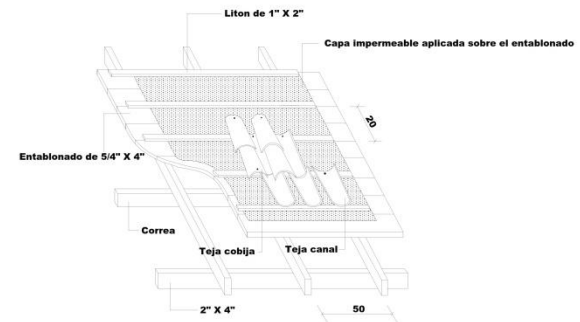 Liton de 1" X 2"
Capa impermeable aplicada sobre el entablonado
20
Entablonado de 5/4" X 4"
Correa
Teja cobija
Teja canal
2" X 4"
50